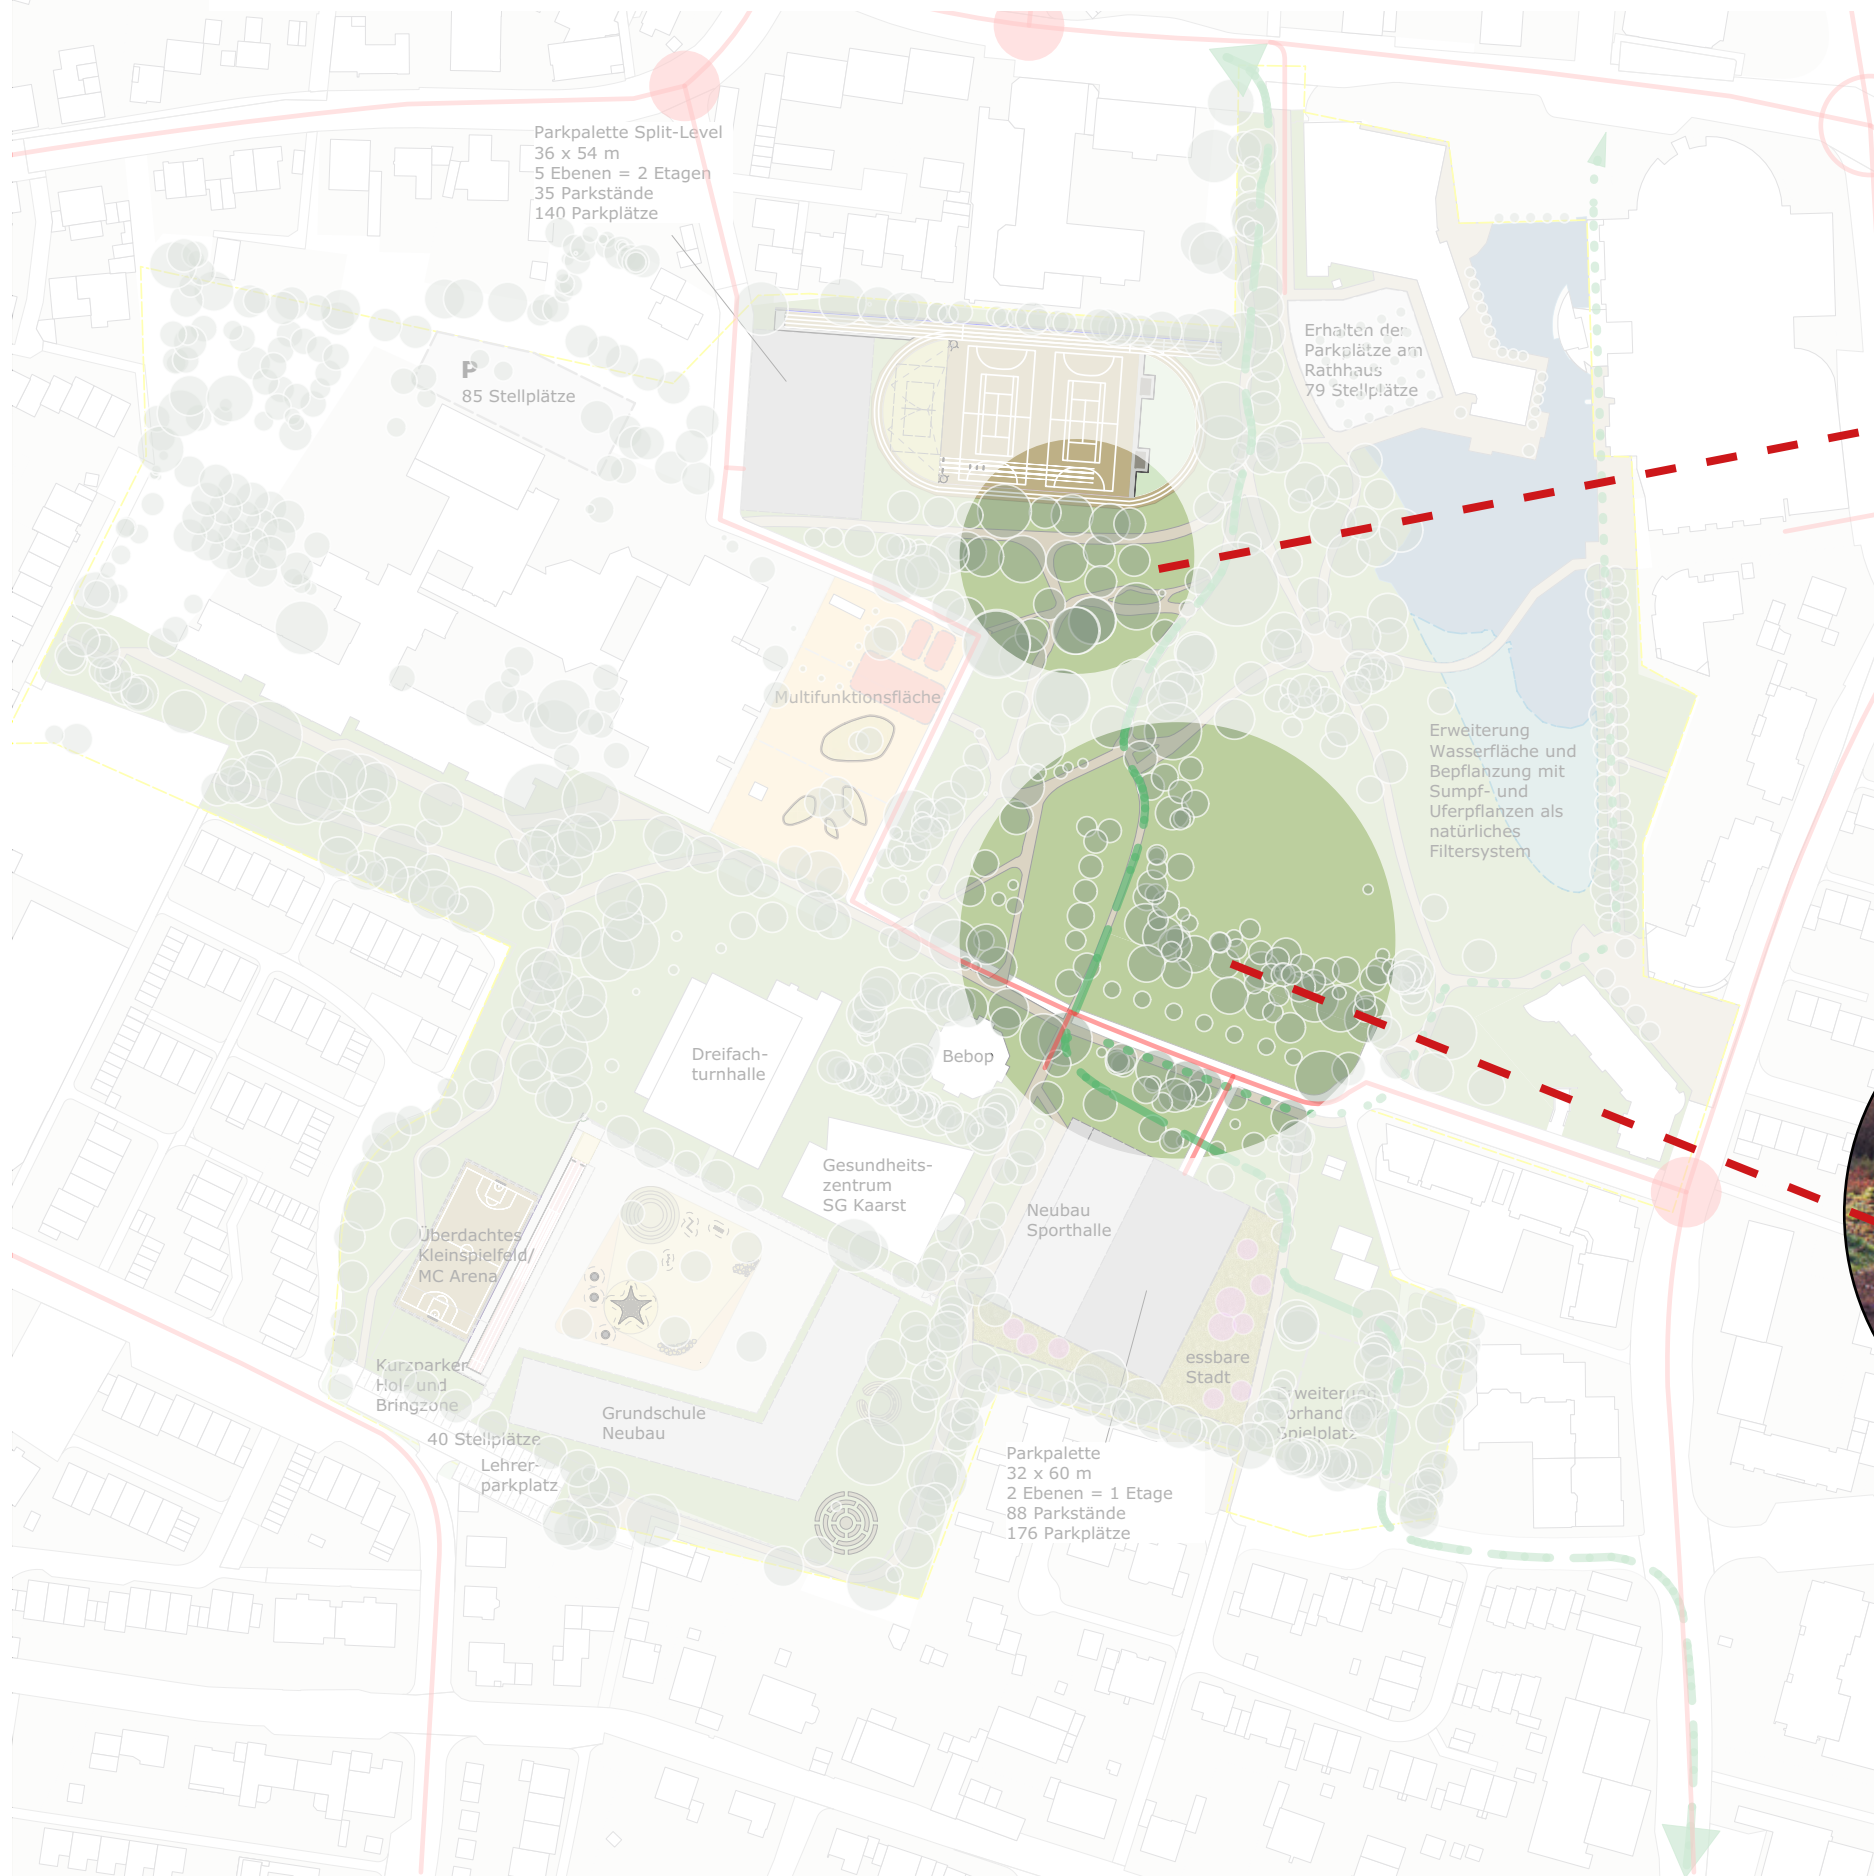 Parkpalette Split-Level
36 x 54 m
5 Ebenen = 2 Etagen
35 Parkstände
140 Parkplätze
P
85 Stellplätze
Erhalten der
Parkplätze am
Rathhaus
79 Stellplätze
Multifunktionsfläche
Erweiterung
Wasserfläche und
Bepflanzung mit
Sumpf- und
Uferpflanzen als
natürliches
Filtersystem
Dreifach-
turnhalle
Bebop
Gesundheits-
zentrum
SG Kaarst
Neubau
Sporthalle
Überdachtes
Kleinspielfeld/
MC Arena
essbare
Stadt
Kurzparker
Hol- und
Bringzone
40 Stellplätze
Lehrer-
parkplatz
Grundschule
Neubau
Spielplatz
Parkpalette
32 x 60 m
2 Ebenen = 1 Etage
88 Parkstände
176 Parkplätze